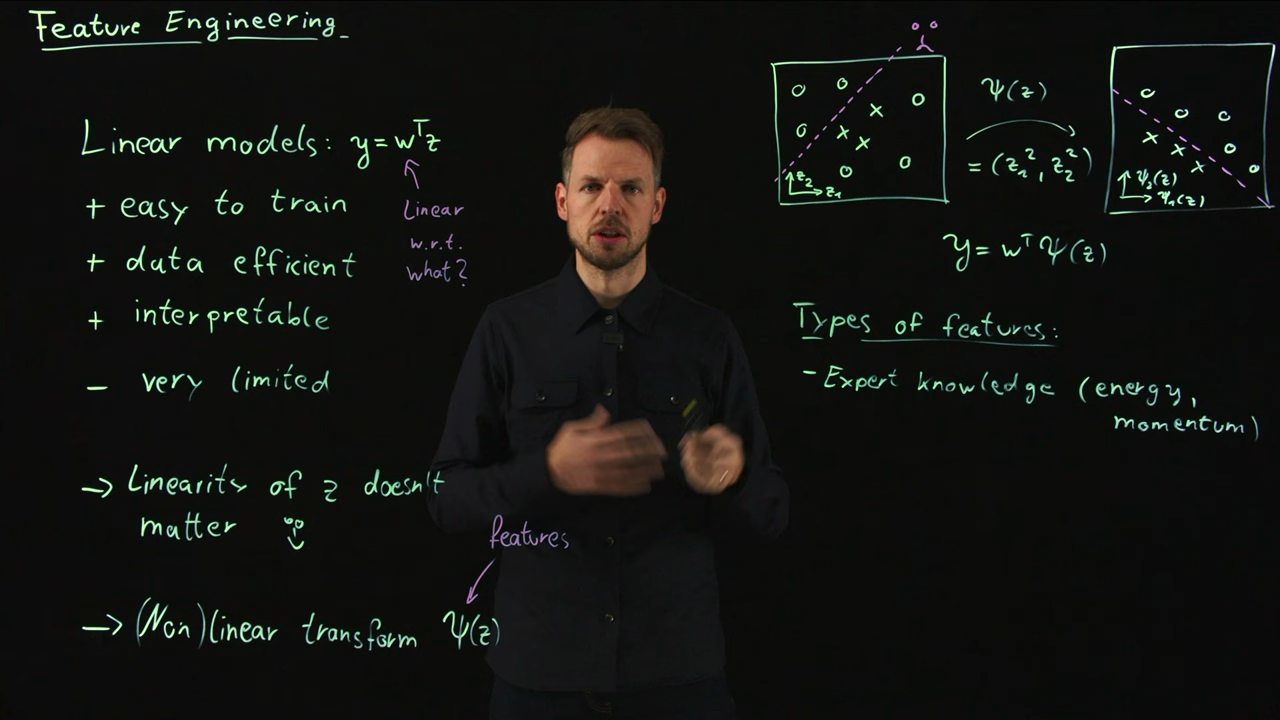 Feature Engineering
Linear models: y = wᵀz
+ easy to train
+ data efficient
+ interpretable
- very limited
Linear
w.r.t.
what?
→ Linearity of z doesn't
matter
→ (Non)linear transform Ψ(z)
features
z₂
z₁
Ψ(z)
= (z₁², z₂²)
Ψ₂(z)
Ψ₁(z)
y = wᵀΨ(z)
Types of features:
- Expert knowledge (energy,
momentum)